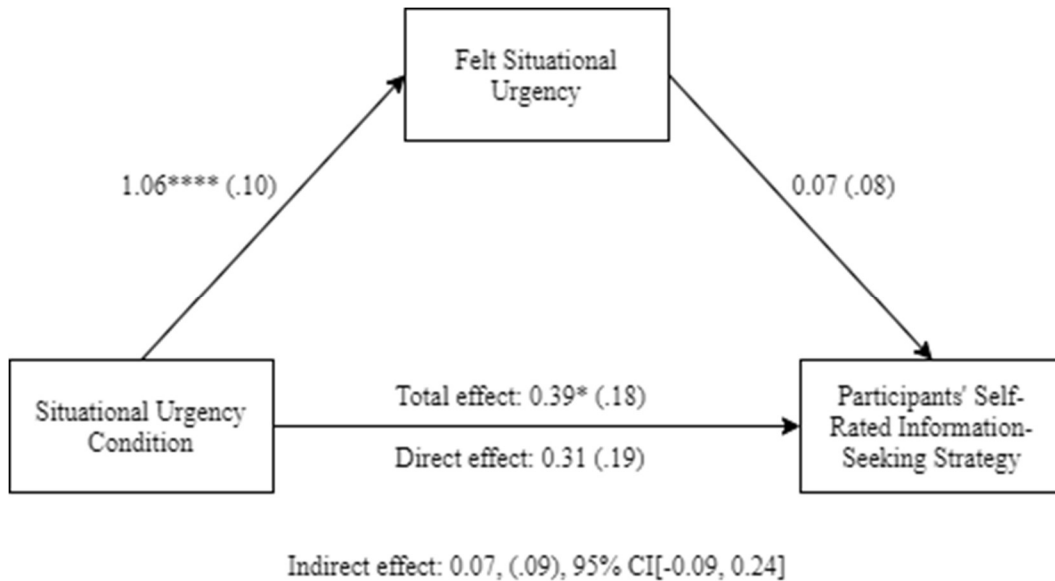 Felt Situational
Urgency
1.06**** (.10)
0.07 (.08)
Situational Urgency
Condition
Total effect: 0.39* (.18)
Direct effect: 0.31 (.19)
Participants' Self-
Rated Information-
Seeking Strategy
Indirect effect: 0.07, (.09), 95% CI[-0.09, 0.24]